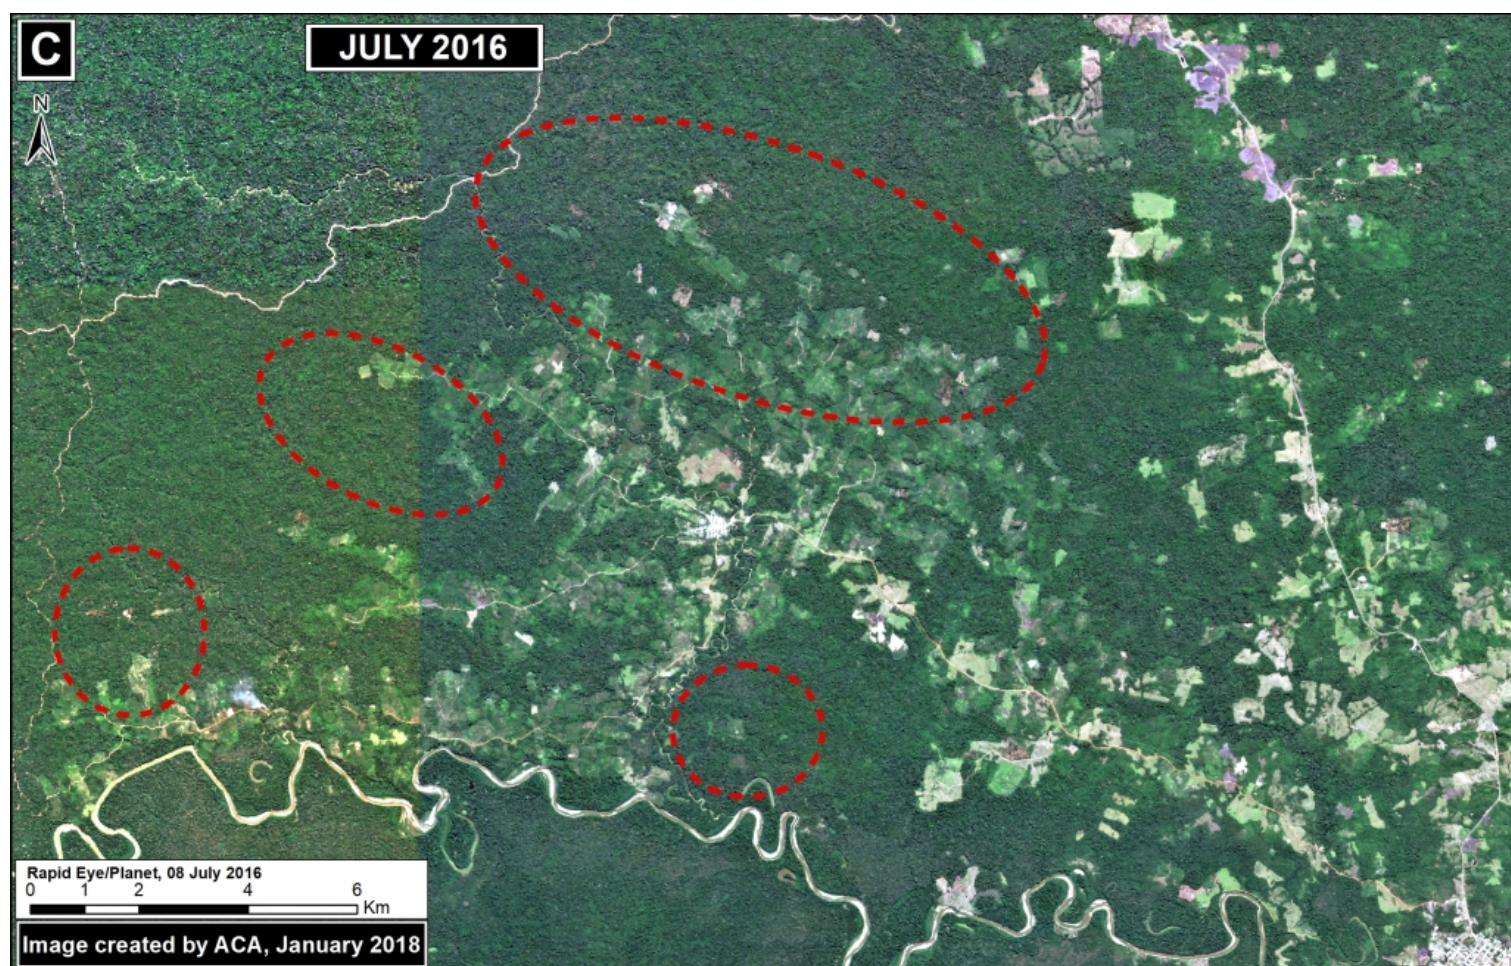 C
JULY 2016
N
Rapid Eye/Planet, 08 July 2016
0 1 2 4 6
Km
Image created by ACA, January 2018